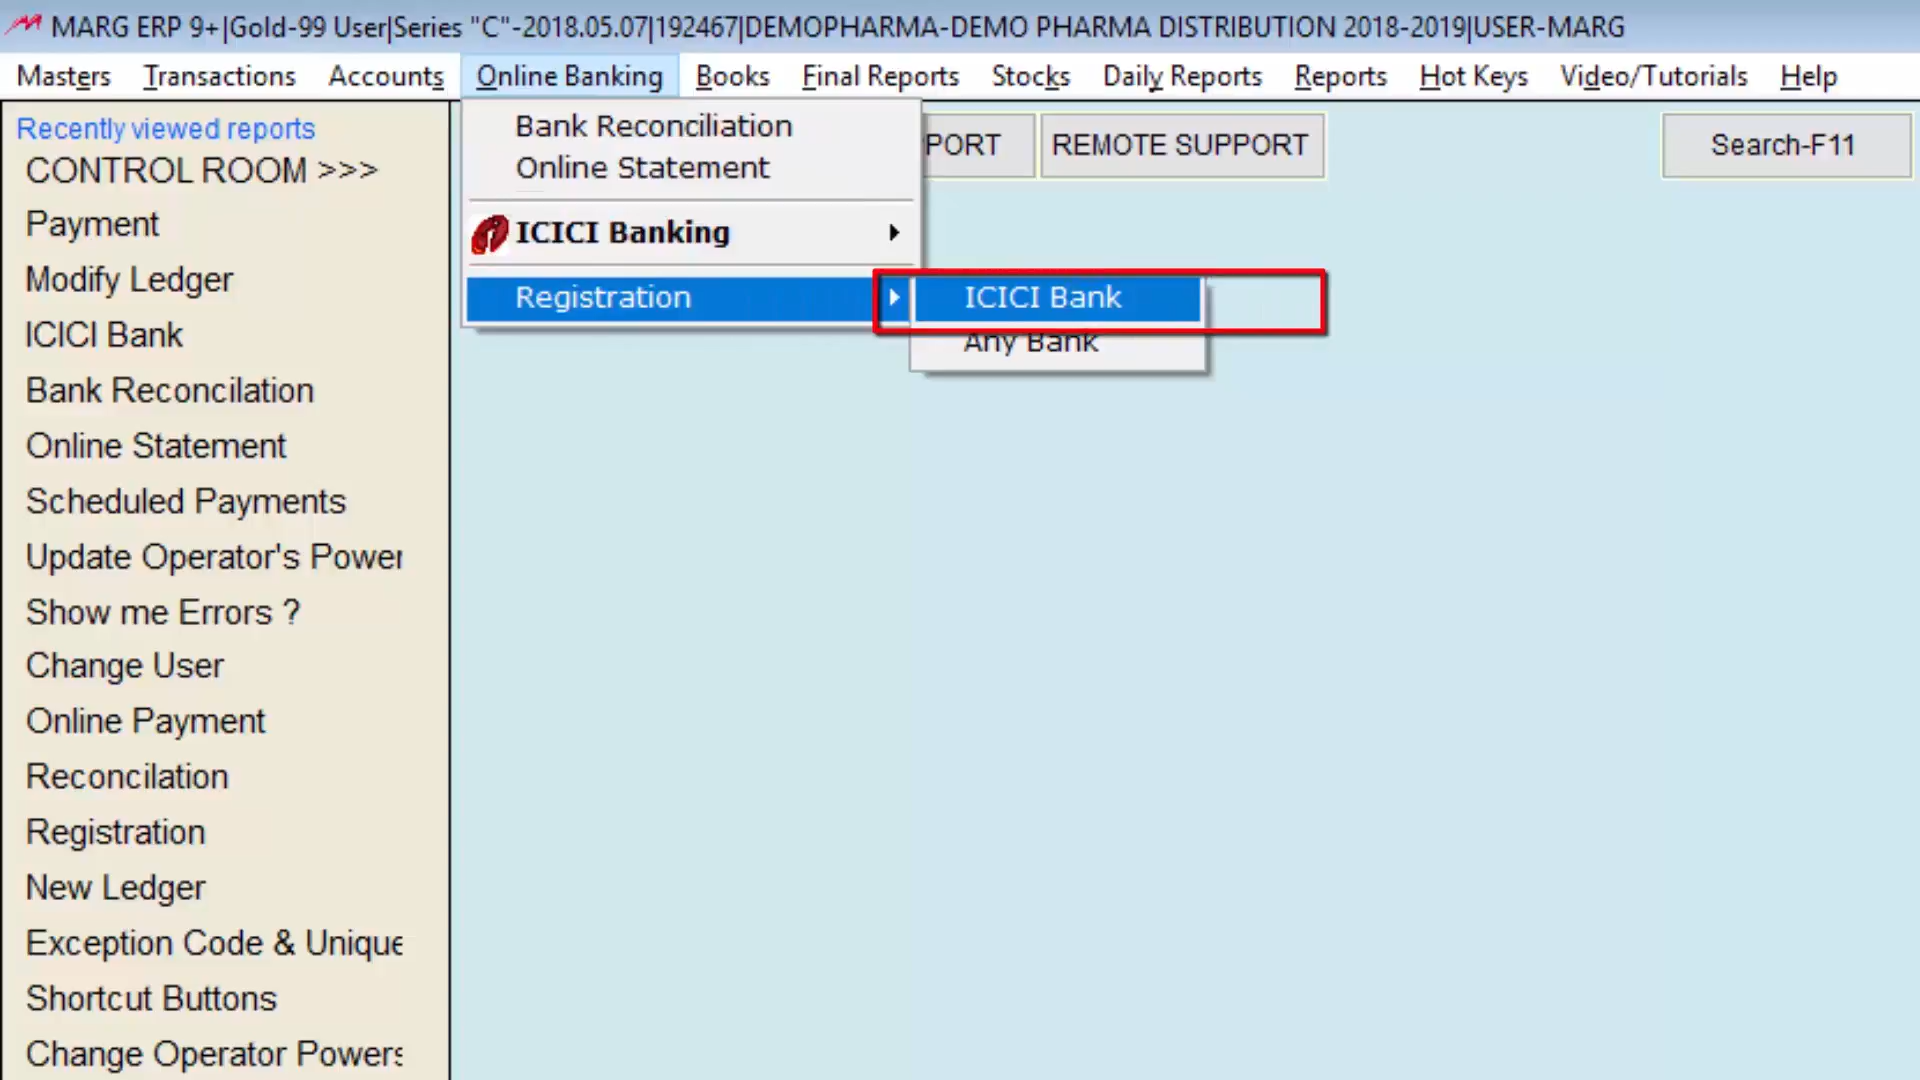 MARG ERP 9+|Gold-99 User|Series "C"-2018.05.07|192467|DEMOPHARMA-DEMO PHARMA DISTRIBUTION 2018-2019|USER-MARG
Masters Transactions Accounts Online Banking Books Final Reports Stocks Daily Reports Reports Hot Keys Video/Tutorials Help
Recently viewed reports
CONTROL ROOM >>>
Payment
Modify Ledger
ICICI Bank
Bank Reconcilation
Online Statement
Scheduled Payments
Update Operator's Power
Show me Errors ?
Change User
Online Payment
Reconcilation
Registration
New Ledger
Exception Code & Unique
Shortcut Buttons
Change Operator Powers
Bank Reconciliation
Online Statement
ICICI Banking
Registration
ICICI Bank
Any Bank
PORT
REMOTE SUPPORT
Search-F11